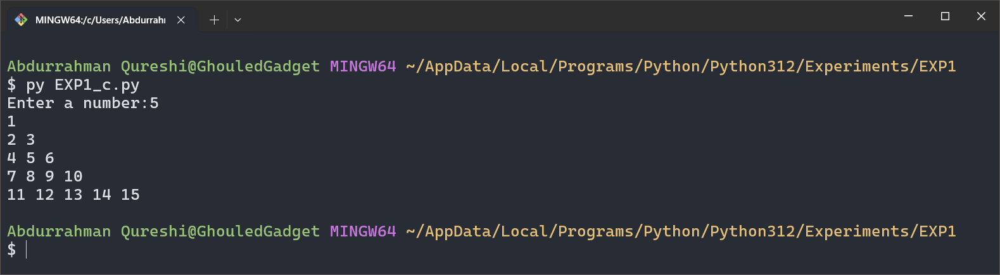 MINGW64:/c/Users/Abdurrahr
Abdurrahman Qureshi@GhouledGadget MINGW64 ~/AppData/Local/Programs/Python/Python312/Experiments/EXP1
$ py EXP1_c.py
Enter a number:5
1
2 3
4 5 6
7 8 9 10
11 12 13 14 15
Abdurrahman Qureshi@GhouledGadget MINGW64 ~/AppData/Local/Programs/Python/Python312/Experiments/EXP1
$